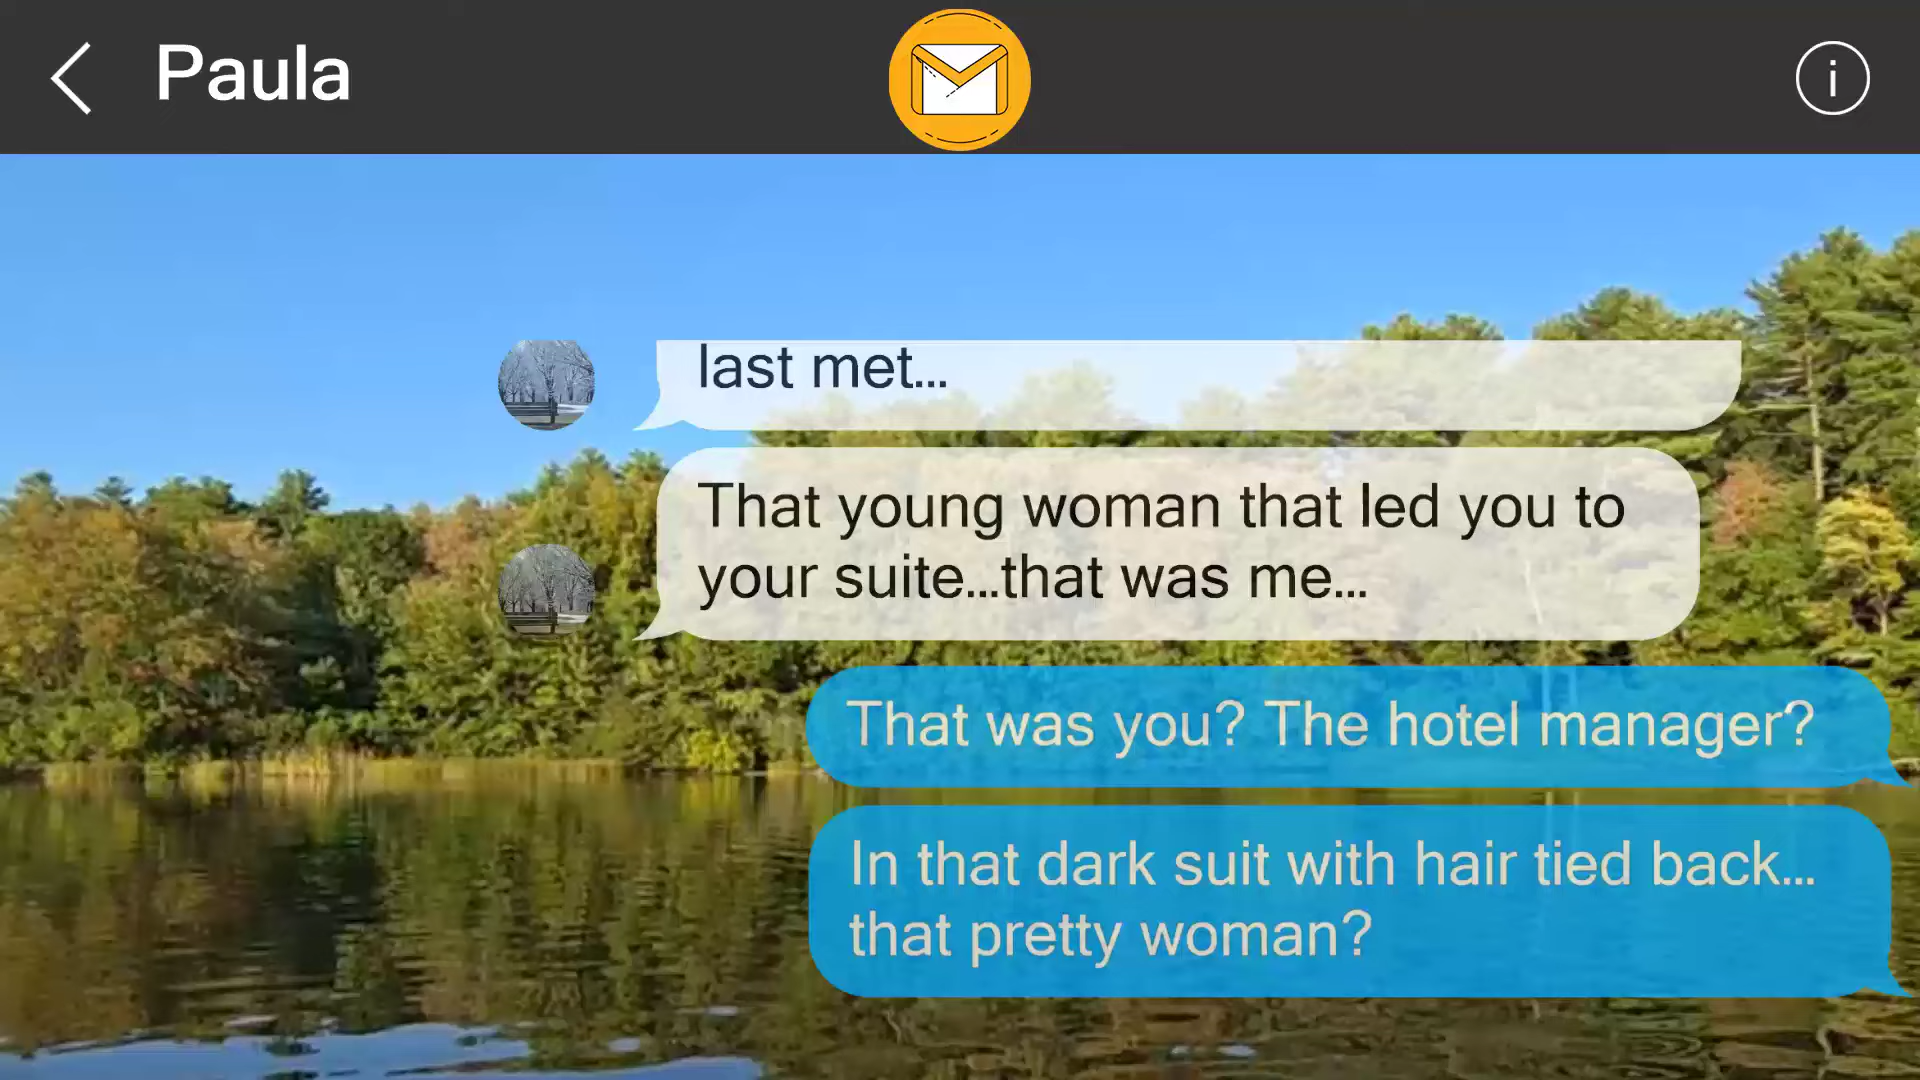 Paula
last met...
That young woman that led you to
your suite...that was me...
That was you? The hotel manager?
In that dark suit with hair tied back...
that pretty woman?